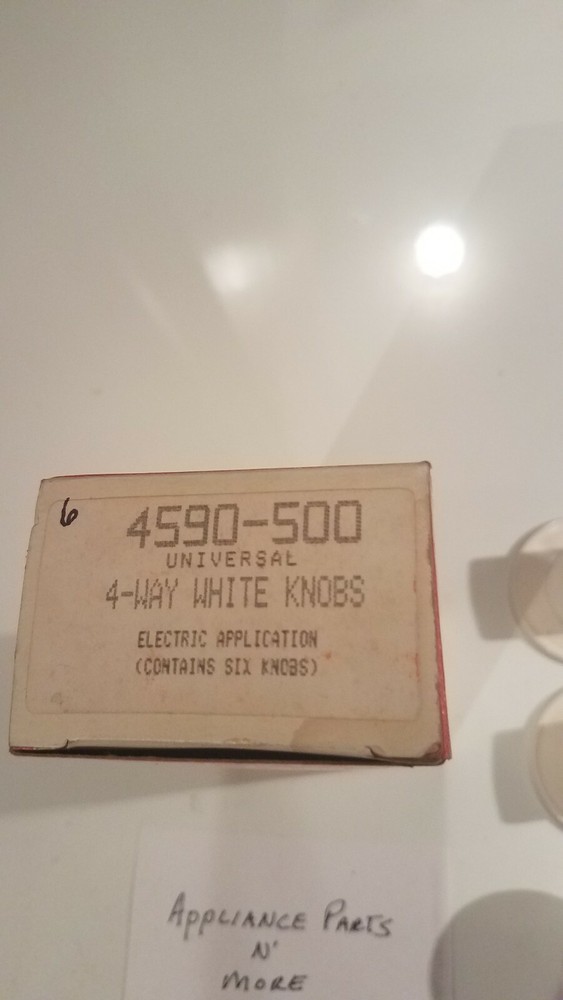 6
4590-500
UNIVERSAL
4-WAY WHITE KNOBS
ELECTRIC APPLICATION
(CONTAINS SIX KNOBS)
APPLIANCE PARTS
N'
MORE